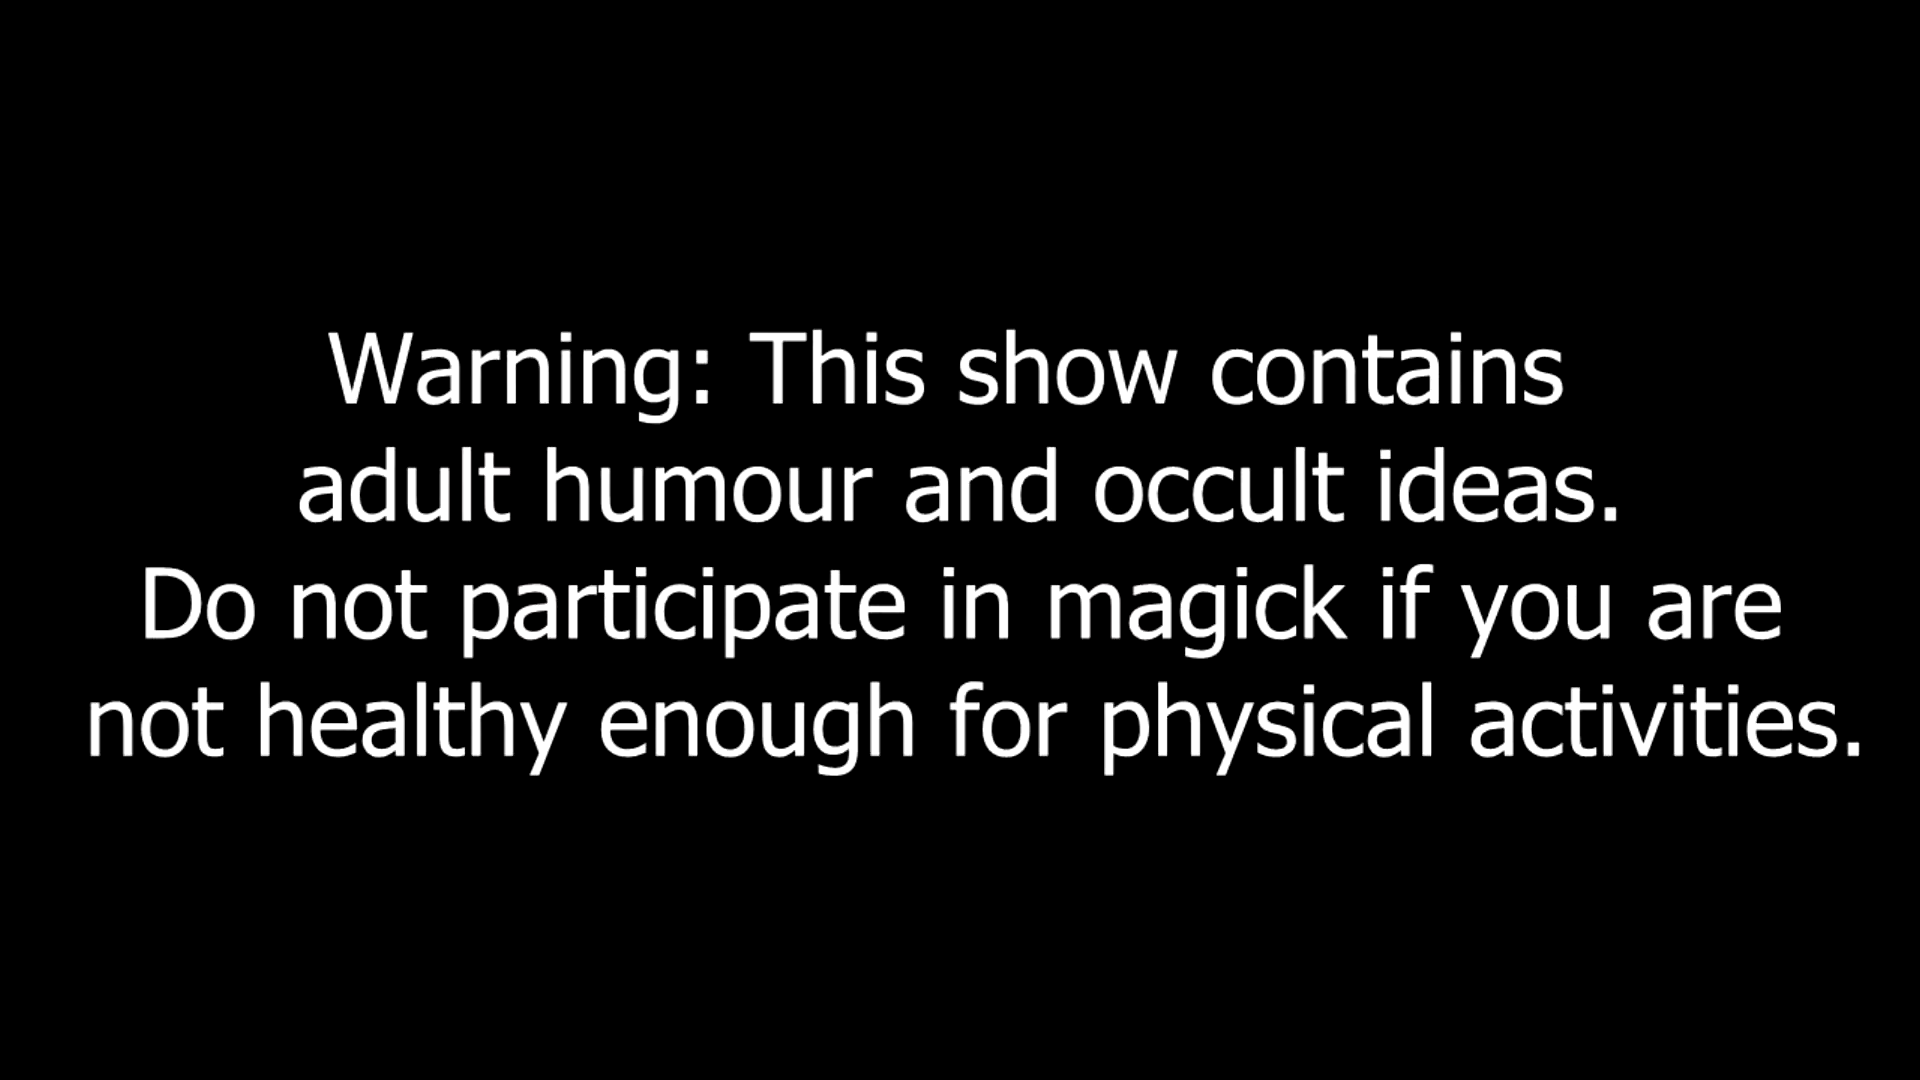 Warning: This show contains
adult humour and occult ideas.
Do not participate in magick if you are
not healthy enough for physical activities.